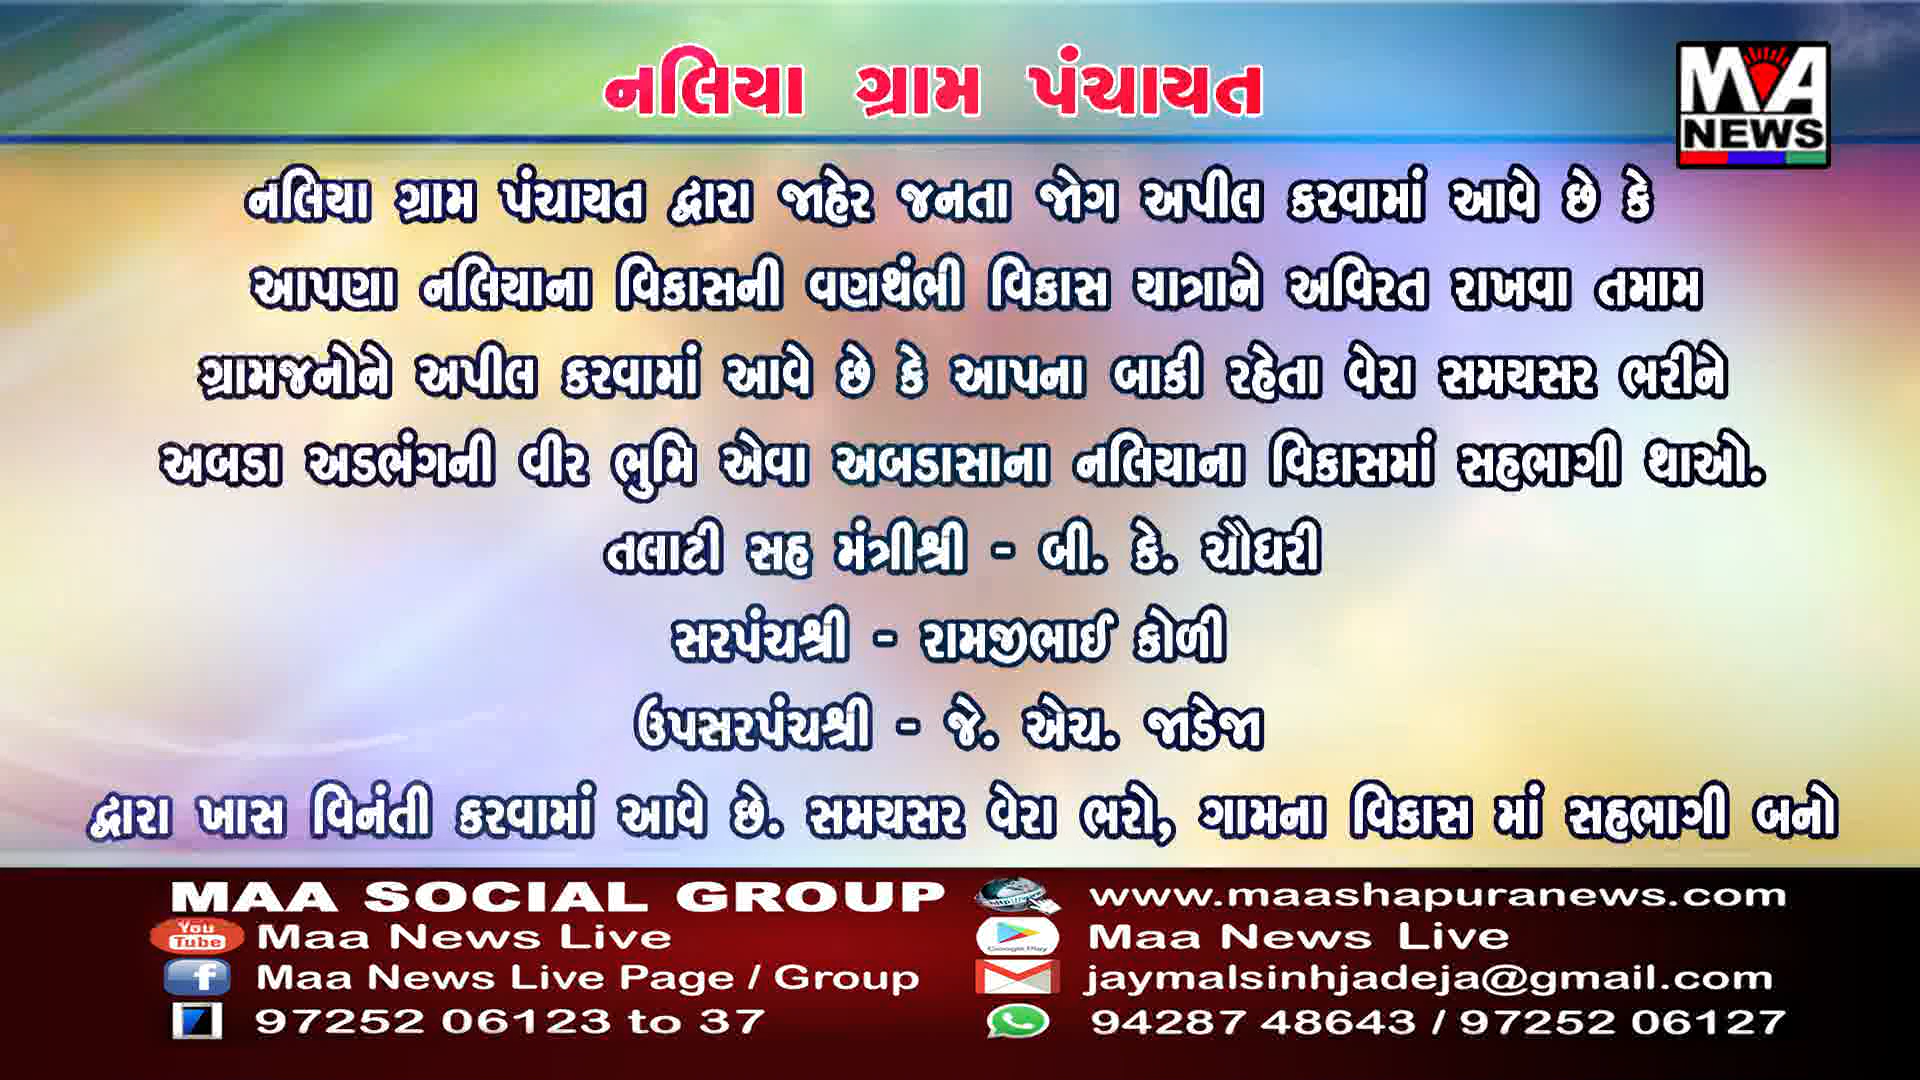 નલિયા ગ્રામ પંચાયત
MAA NEWS
નલિયા ગ્રામ પંચાયત દ્વારા જાહેર જનતા જોગ અપીલ કરવામાં આવે છે કે
આપણા નલિયાના વિકાસની વણથંભી વિકાસ યાત્રાને અવિરત રાખવા તમામ
ગ્રામજનોને અપીલ કરવામાં આવે છે કે આપના બાકી રહેતા વેરા સમયસર ભરીને
અબડા અડભંગની વીર ભુમિ એવા અબડાસાના નલિયાના વિકાસમાં સહભાગી થાઓ.
તલાટી સહ મંત્રીશ્રી - બી. કે. ચૌધરી
સરપંચશ્રી - રામજીભાઈ કોળી
ઉપસરપંચશ્રી - જે. એચ. જાડેજા
દ્વારા ખાસ વિનંતી કરવામાં આવે છે. સમયસર વેરા ભરો, ગામના વિકાસ માં સહભાગી બનો
MAA SOCIAL GROUP
You Tube Maa News Live
Maa News Live Page / Group
97252 06123 to 37
www.maashapuranews.com
Google Play Maa News Live
jaymalsinhjadeja@gmail.com
94287 48643 / 97252 06127